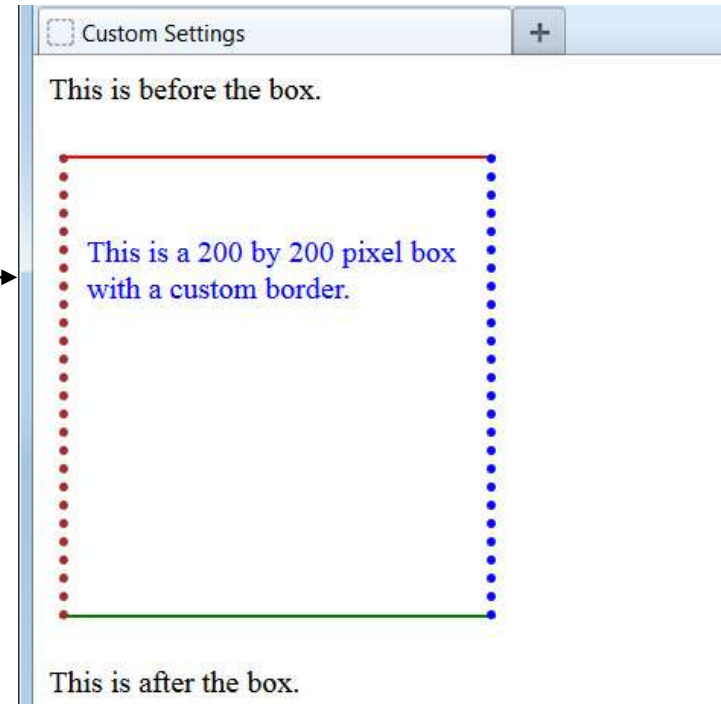 Custom Settings
This is before the box.
This is a 200 by 200 pixel box
with a custom border.
This is after the box.